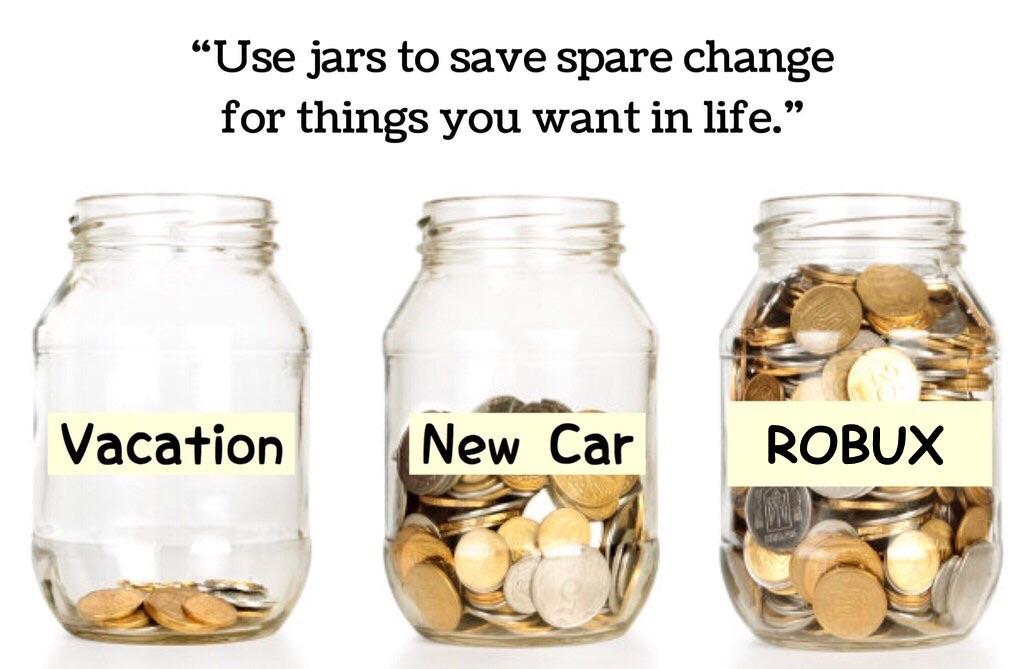 “Use jars to save spare change
for things you want in life.”
Vacation
New Car
ROBUX